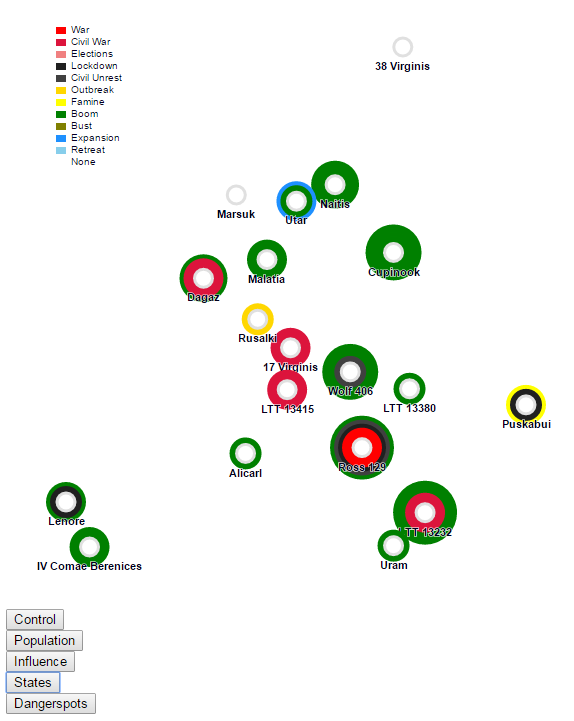 War
Civil War
Elections
Lockdown
Civil Unrest
Outbreak
Famine
Boom
Bust
Expansion
Retreat
None
38 Virginis
Naitis
Marsuk
Utar
Cupinook
Malatia
Dagaz
Rusalki
17 Virginis
Wolf 406
LTT 13415
LTT 13380
Puskabui
Ross 129
Alicarl
Lenore
LTT 13232
IV Comae Berenices
Uram
Control
Population
Influence
States
Dangerspots